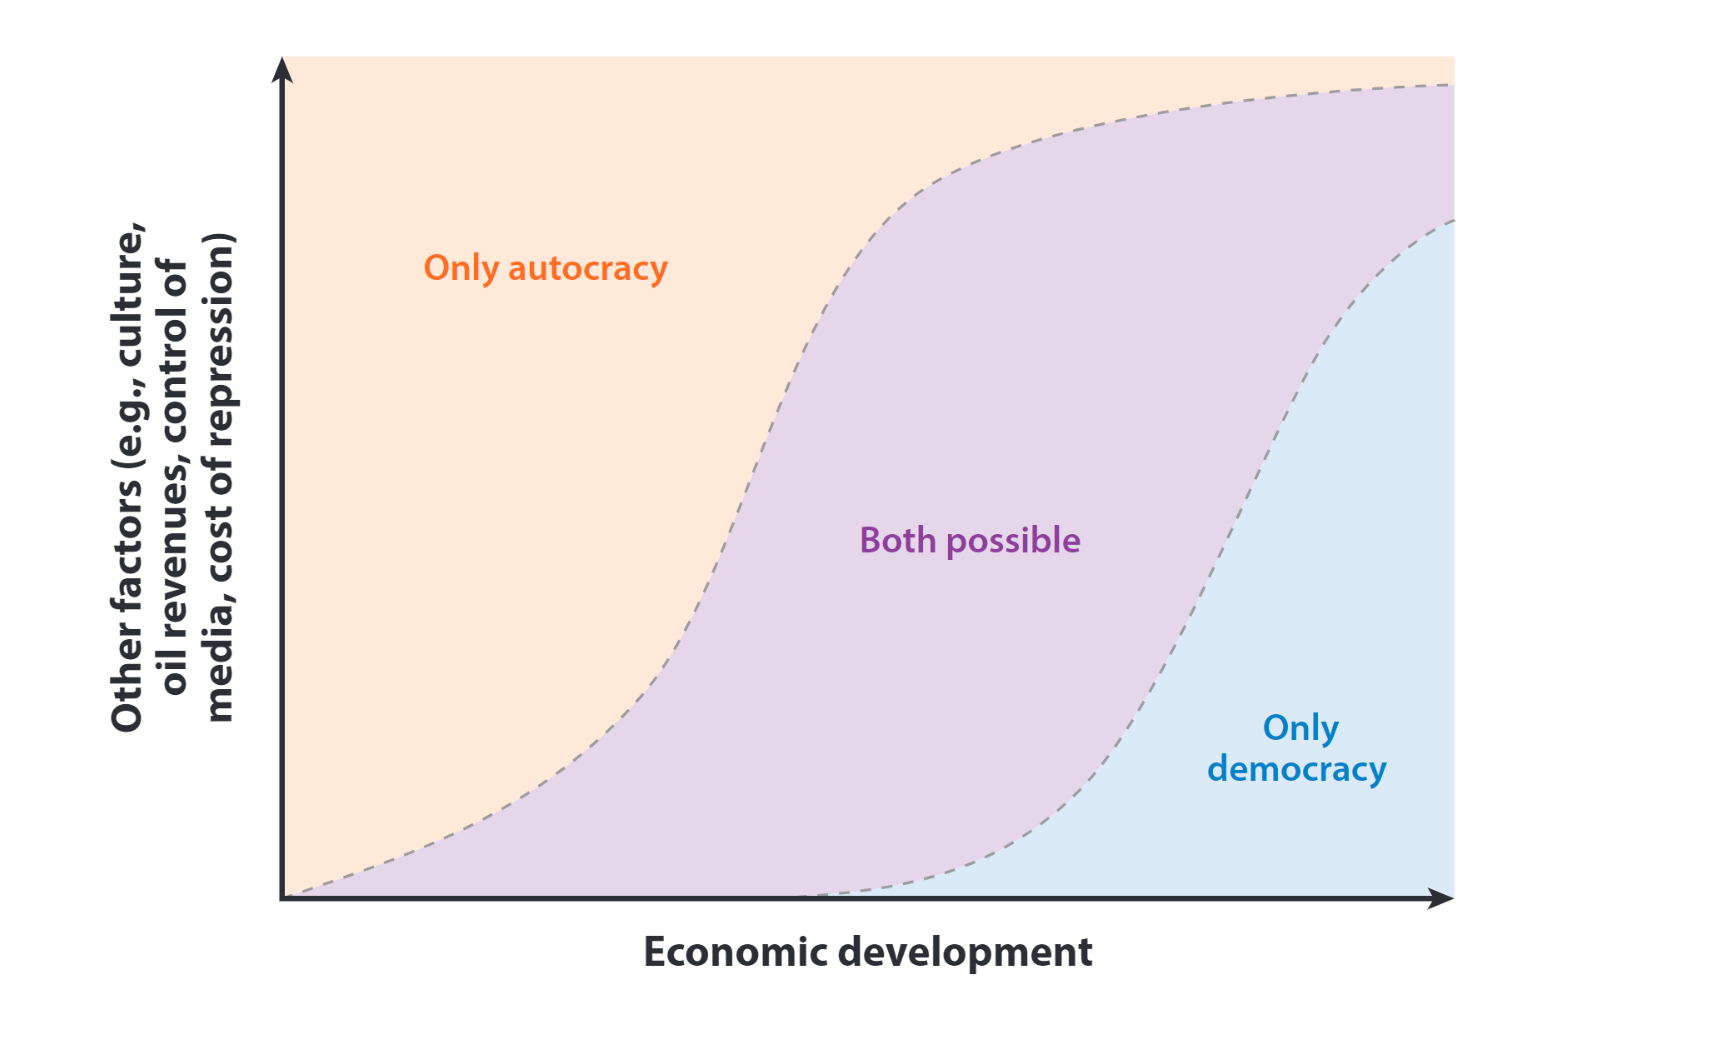 Other factors (e.g., culture,
oil revenues, control of
media, cost of repression)
Only autocracy
Both possible
Only
democracy
Economic development